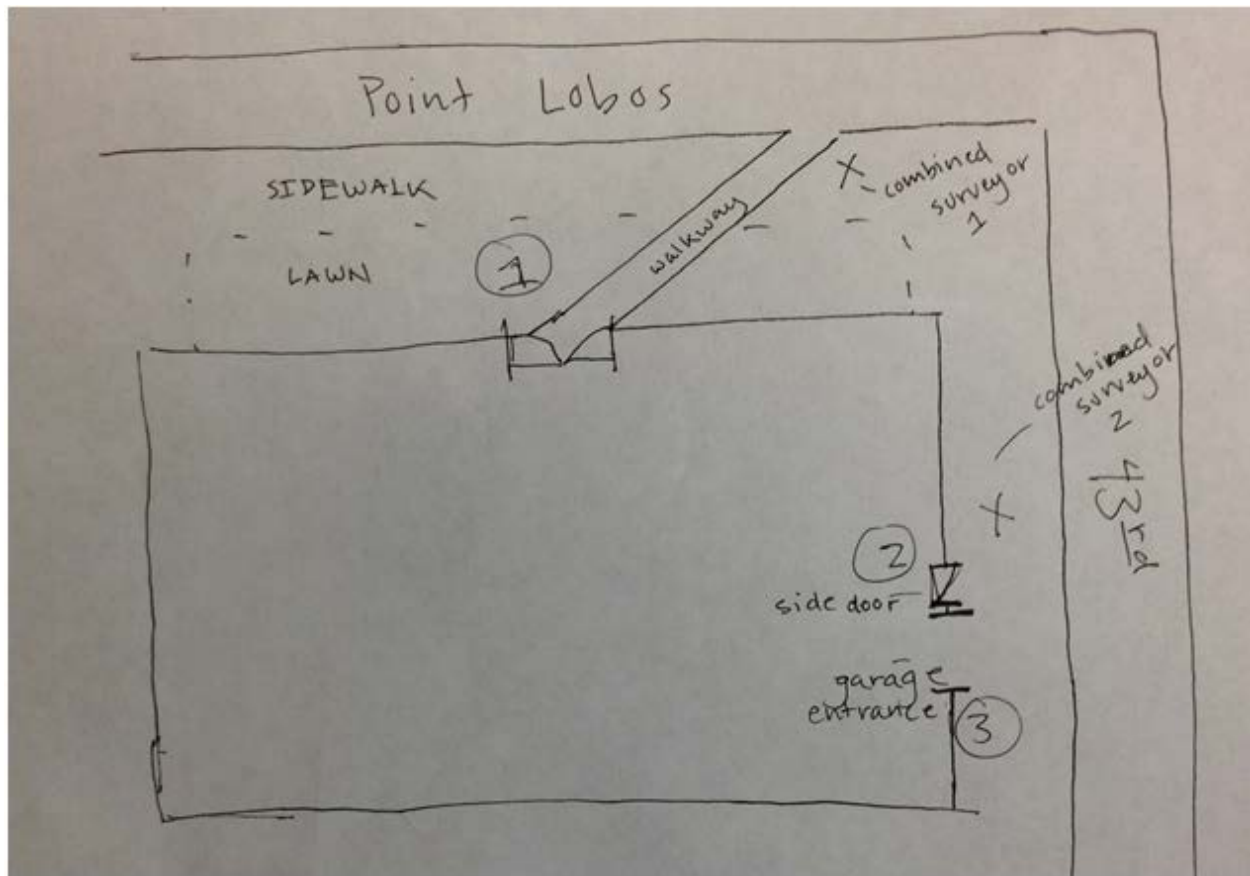 Point Lobos
SIDEWALK
LAWN
1
walkway
combined
surveyor
1
combined
surveyor
2
43rd
2
side door
garage
entrance
3